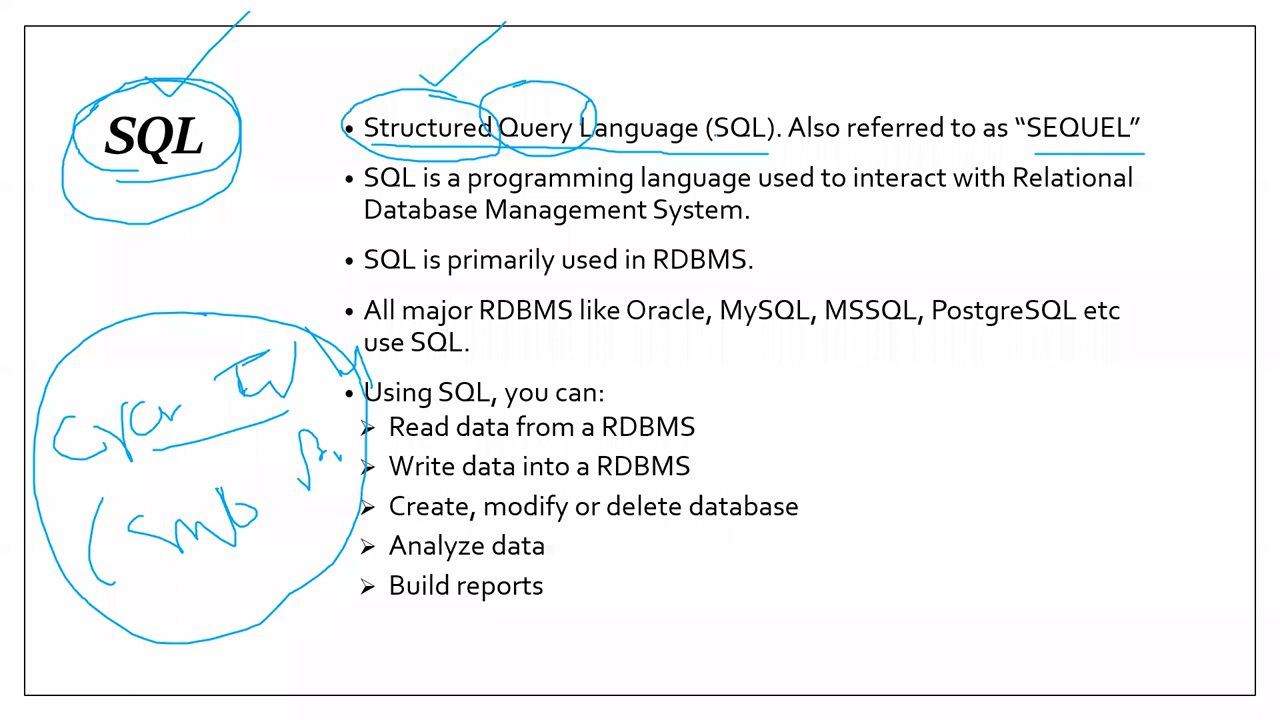 SQL
• Structured Query Language (SQL). Also referred to as “SEQUEL”
• SQL is a programming language used to interact with Relational
Database Management System.
• SQL is primarily used in RDBMS.
• All major RDBMS like Oracle, MySQL, MSSQL, PostgreSQL etc
use SQL.
• Using SQL, you can:
➢ Read data from a RDBMS
➢ Write data into a RDBMS
➢ Create, modify or delete database
➢ Analyze data
➢ Build reports